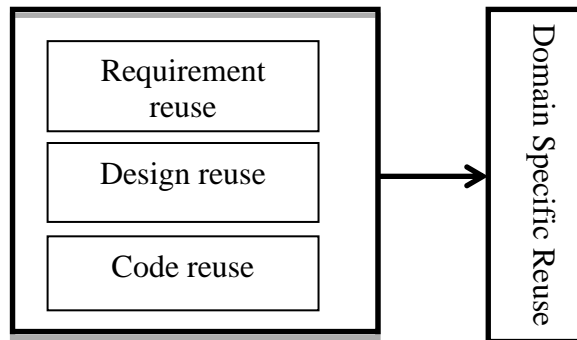 Requirement
reuse
Design reuse
Code reuse
Domain Specific Reuse